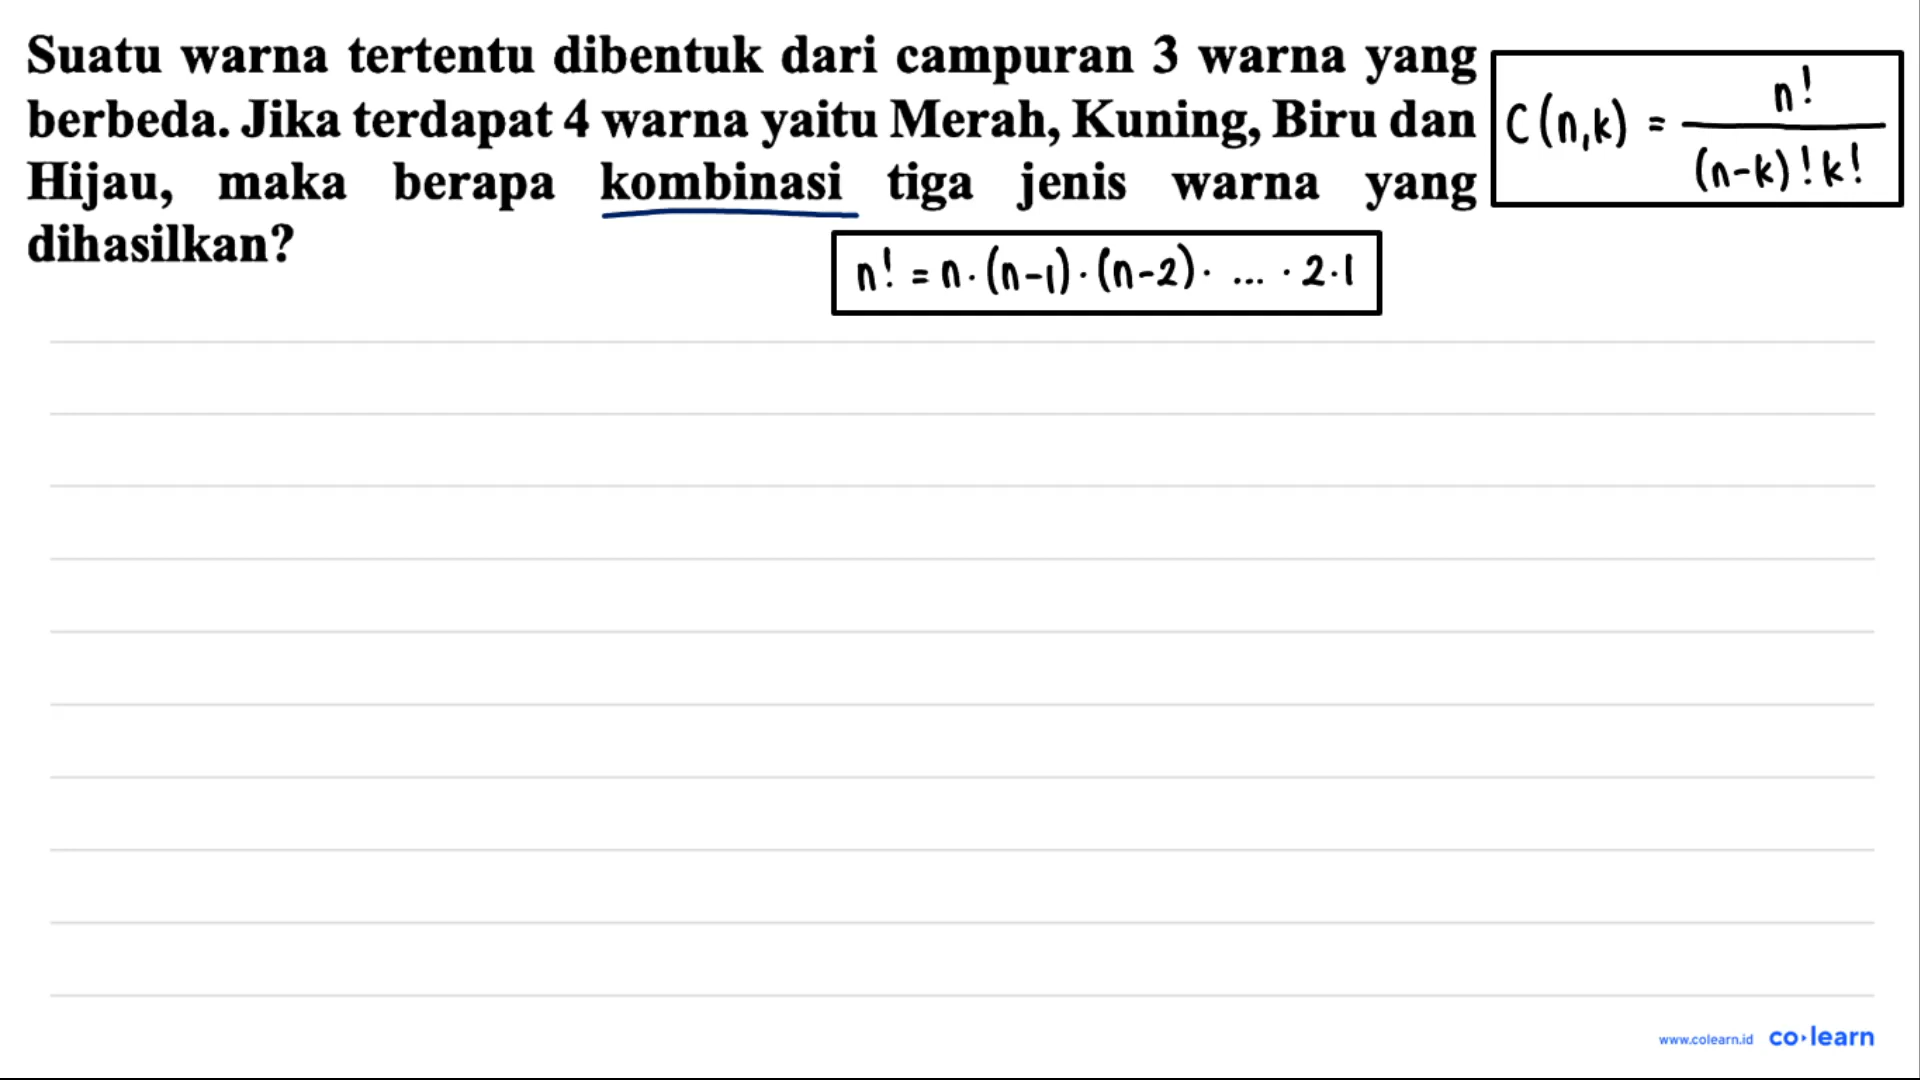 Suatu warna tertentu dibentuk dari campuran 3 warna yang
berbeda. Jika terdapat 4 warna yaitu Merah, Kuning, Biru dan
Hijau, maka berapa kombinasi tiga jenis warna yang
dihasilkan?
C(n,k) = n! / (n-k)!k!
n! = n.(n-1).(n-2). ... . 2.1
www.colearn.id co·learn